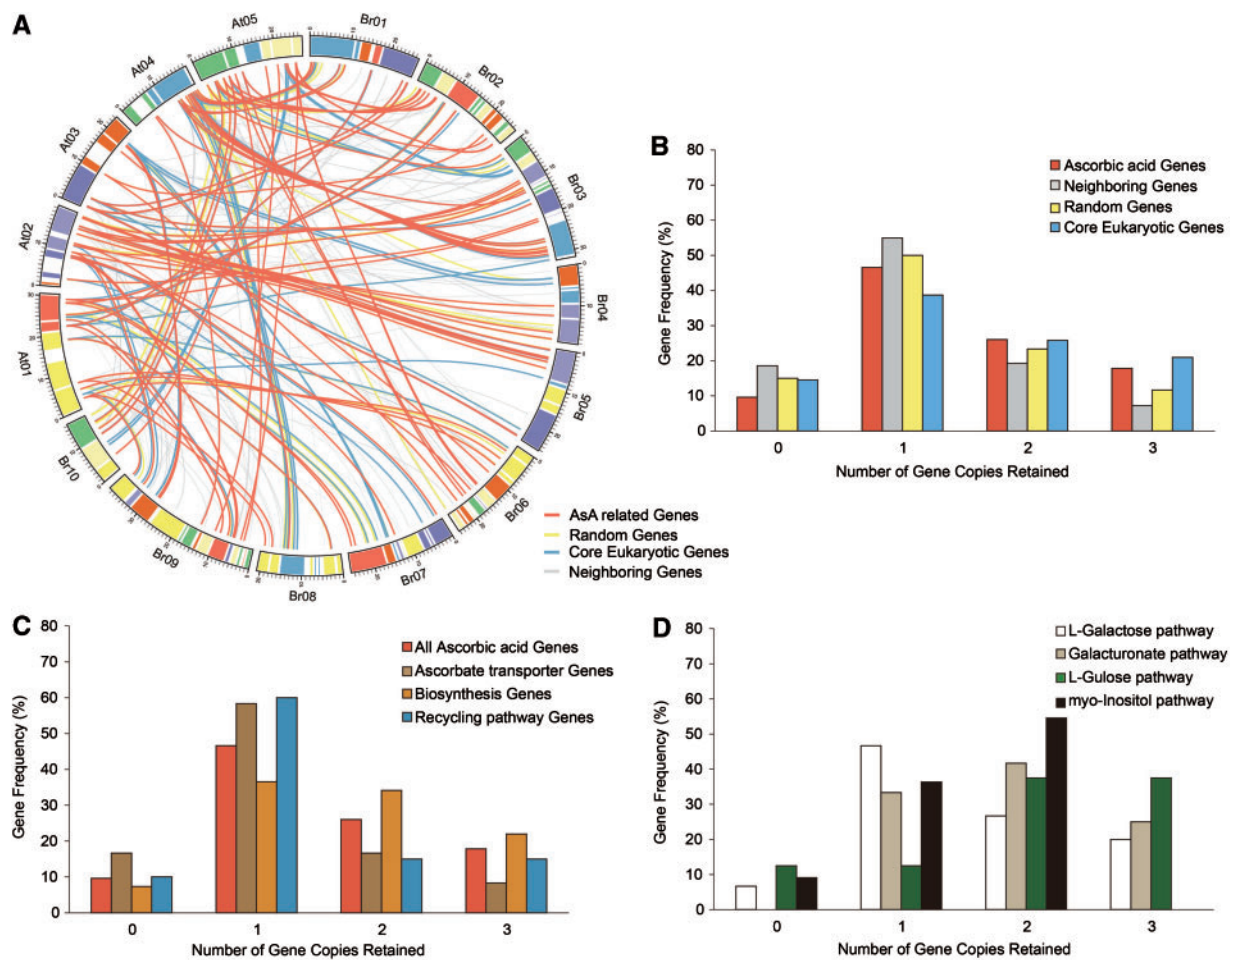 A
At05
Br01
At04
Br02
At03
Br03
At02
Br04
At01
Br05
Br10
Br06
Br09
Br07
Br08
AsA related Genes
Random Genes
Core Eukaryotic Genes
Neighboring Genes
B
80
70
60
50
40
30
20
10
0
Gene Frequency (%)
Ascorbic acid Genes
Neighboring Genes
Random Genes
Core Eukaryotic Genes
0 1 2 3
Number of Gene Copies Retained
C
80
70
60
50
40
30
20
10
0
Gene Frequency (%)
All Ascorbic acid Genes
Ascorbate transporter Genes
Biosynthesis Genes
Recycling pathway Genes
0 1 2 3
Number of Gene Copies Retained
D
80
70
60
50
40
30
20
10
0
Gene Frequency (%)
L-Galactose pathway
Galacturonate pathway
L-Gulose pathway
myo-Inositol pathway
0 1 2 3
Number of Gene Copies Retained